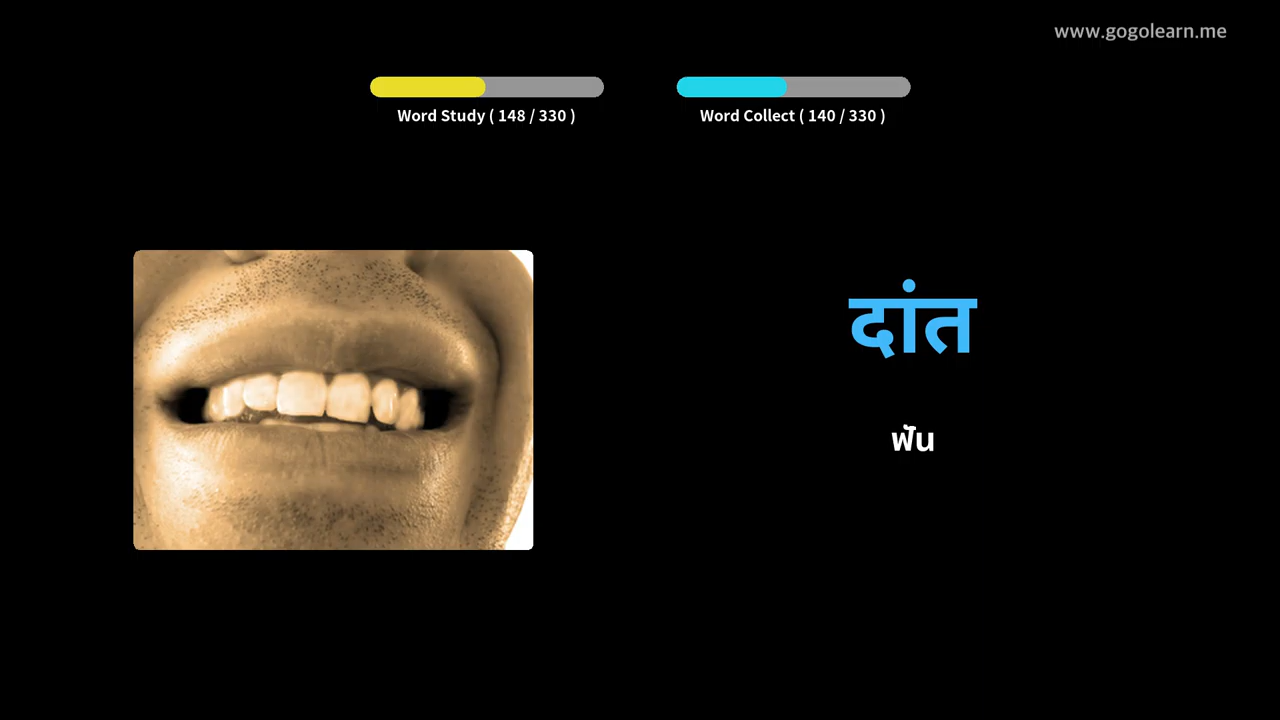 www.gogolearn.me
Word Study ( 148 / 330 )
Word Collect ( 140 / 330 )
दांत
ฟัน